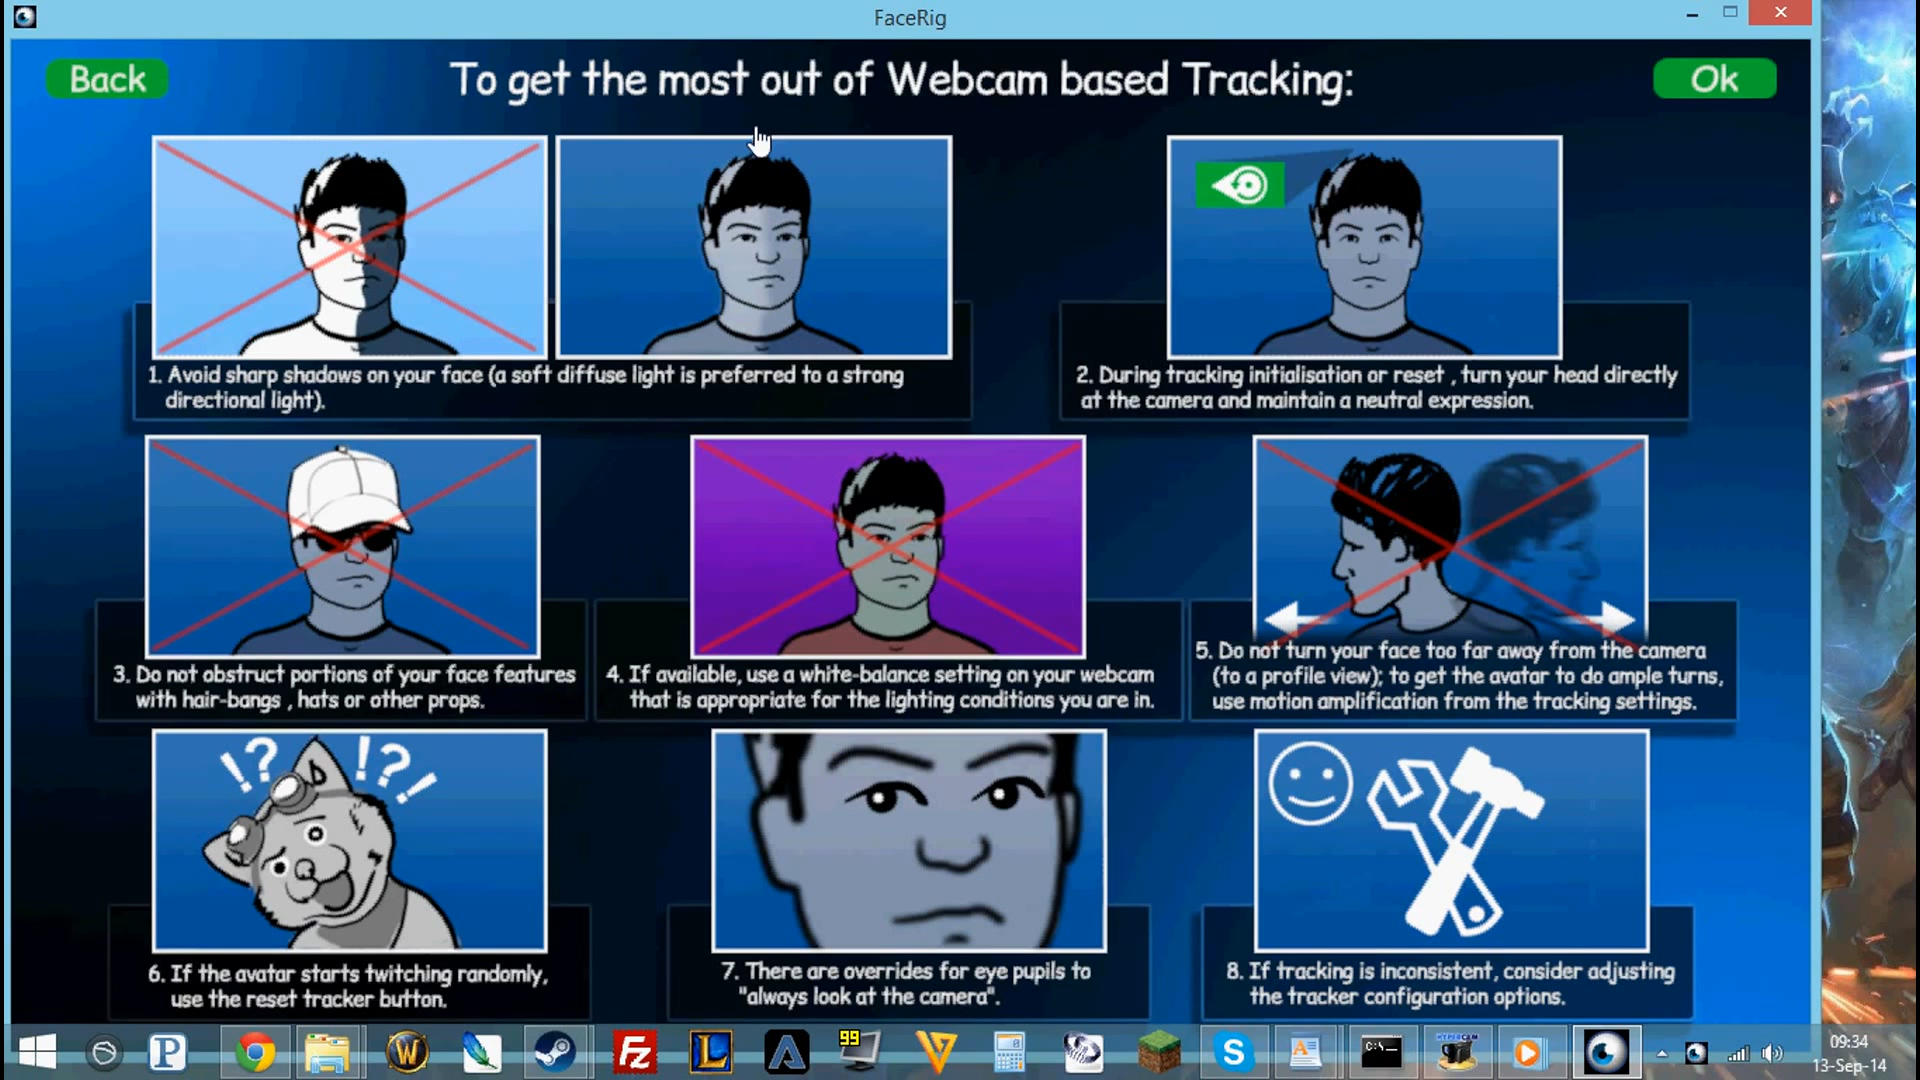 FaceRig
Back
To get the most out of Webcam based Tracking:
Ok
1. Avoid sharp shadows on your face (a soft diffuse light is preferred to a strong
directional light).
2. During tracking initialisation or reset , turn your head directly
at the camera and maintain a neutral expression.
3. Do not obstruct portions of your face features
with hair-bangs , hats or other props.
4. If available, use a white-balance setting on your webcam
that is appropriate for the lighting conditions you are in.
5. Do not turn your face too far away from the camera
(to a profile view); to get the avatar to do ample turns,
use motion amplification from the tracking settings.
!? !?!
6. If the avatar starts twitching randomly,
use the reset tracker button.
7. There are overrides for eye pupils to
"always look at the camera".
8. If tracking is inconsistent, consider adjusting
the tracker configuration options.
P
W
Fz
L
99
S
A
C:\_
HYPERCAM
09:34
13-Sep-14